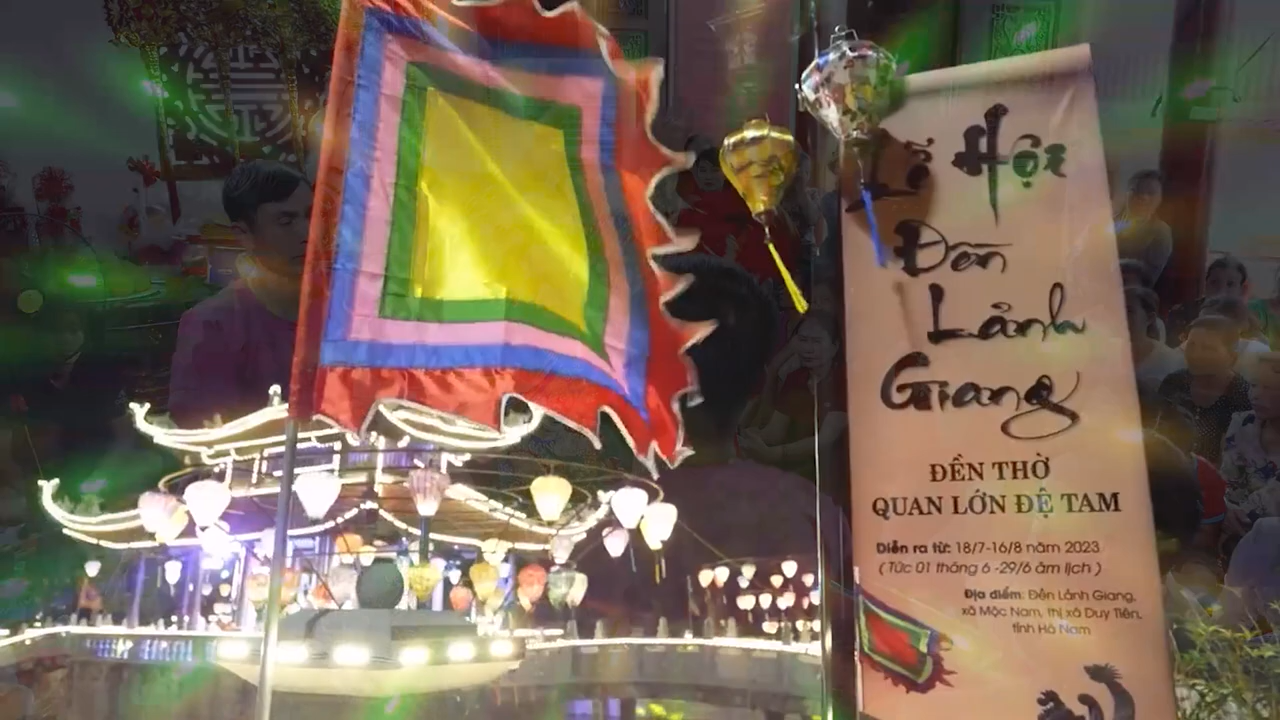 Lễ Hội
Đền
Lảnh
Giang
ĐỀN THỜ
QUAN LỚN ĐỆ TAM
Diễn ra từ: 18/7-16/8 năm 2023
( Tức 01 tháng 6 -29/6 âm lịch )
Địa điểm: Đền Lảnh Giang,
xã Mộc Nam, thị xã Duy Tiên,
tỉnh Hà Nam